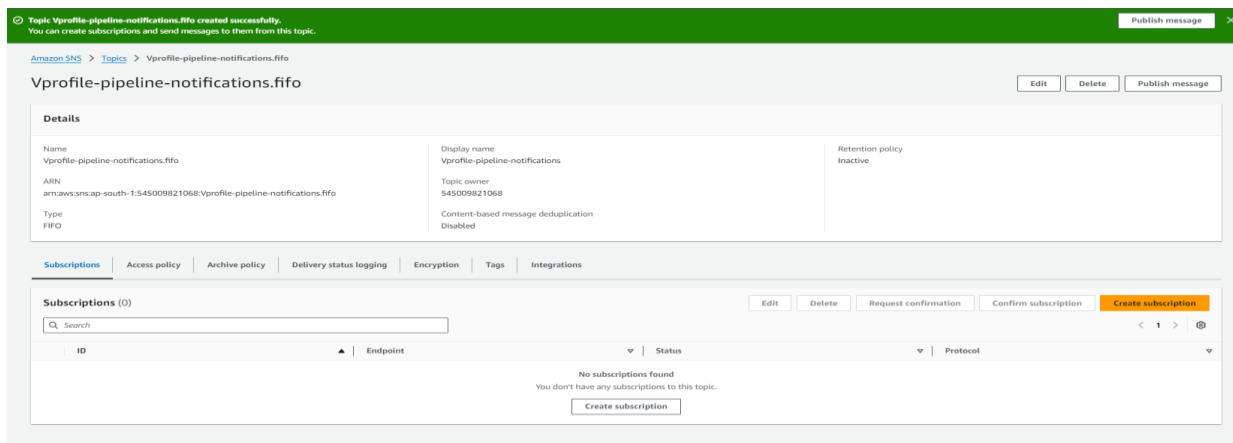 Topic Vprofile-pipeline-notifications.fifo created successfully.
You can create subscriptions and send messages to them from this topic.
Publish message
Amazon SNS > Topics > Vprofile-pipeline-notifications.fifo
Vprofile-pipeline-notifications.fifo
Edit Delete Publish message
Details
Name Display name Retention policy
Vprofile-pipeline-notifications.fifo Vprofile-pipeline-notifications Inactive
ARN Topic owner
arn:aws:sns:ap-south-1:545009821068:Vprofile-pipeline-notifications.fifo 545009821068
Type Content-based message deduplication
FIFO Disabled
Subscriptions Access policy Archive policy Delivery status logging Encryption Tags Integrations
Subscriptions (0) Edit Delete Request confirmation Confirm subscription Create subscription
Search < 1 >
ID Endpoint Status Protocol
No subscriptions found
You don't have any subscriptions to this topic.
Create subscription